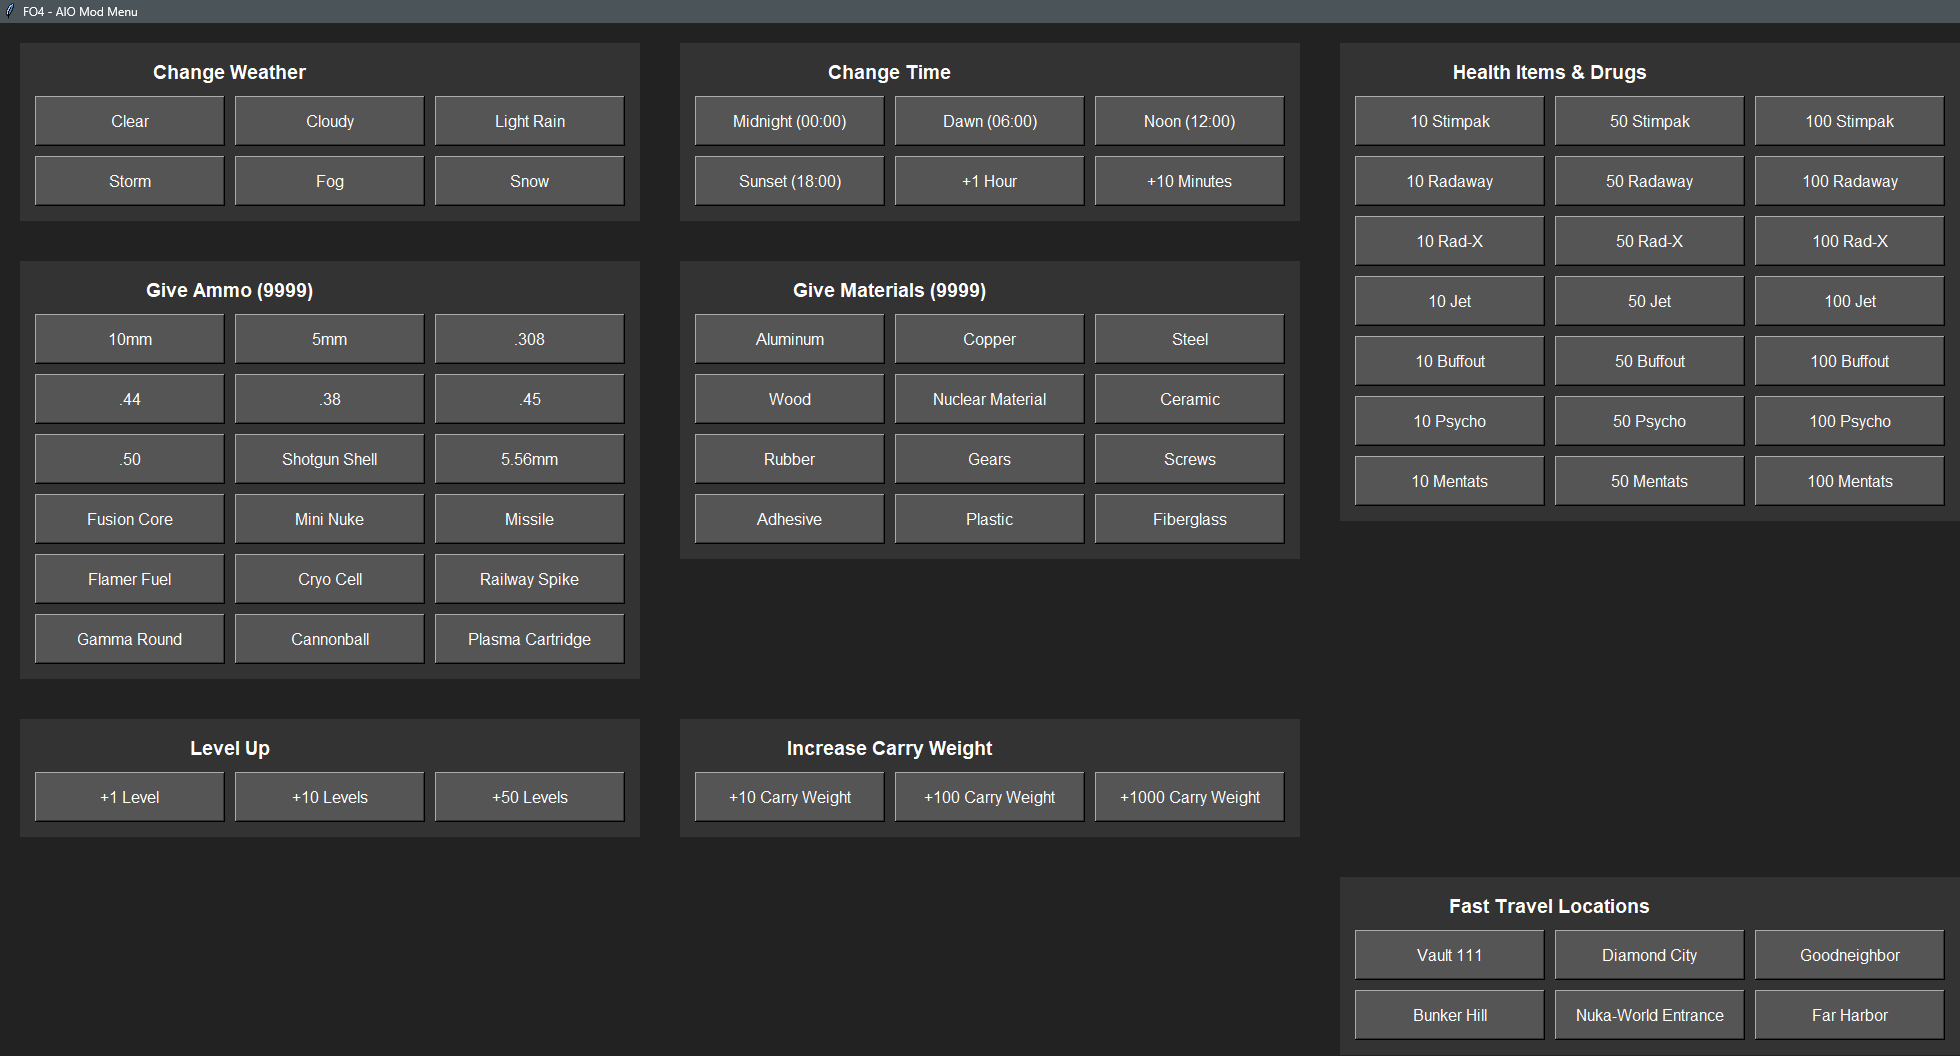 FO4 - AIO Mod Menu
Change Weather
Clear Cloudy Light Rain
Storm Fog Snow
Change Time
Midnight (00:00) Dawn (06:00) Noon (12:00)
Sunset (18:00) +1 Hour +10 Minutes
Health Items & Drugs
10 Stimpak 50 Stimpak 100 Stimpak
10 Radaway 50 Radaway 100 Radaway
10 Rad-X 50 Rad-X 100 Rad-X
10 Jet 50 Jet 100 Jet
10 Buffout 50 Buffout 100 Buffout
10 Psycho 50 Psycho 100 Psycho
10 Mentats 50 Mentats 100 Mentats
Give Ammo (9999)
10mm 5mm .308
.44 .38 .45
.50 Shotgun Shell 5.56mm
Fusion Core Mini Nuke Missile
Flamer Fuel Cryo Cell Railway Spike
Gamma Round Cannonball Plasma Cartridge
Give Materials (9999)
Aluminum Copper Steel
Wood Nuclear Material Ceramic
Rubber Gears Screws
Adhesive Plastic Fiberglass
Level Up
+1 Level +10 Levels +50 Levels
Increase Carry Weight
+10 Carry Weight +100 Carry Weight +1000 Carry Weight
Fast Travel Locations
Vault 111 Diamond City Goodneighbor
Bunker Hill Nuka-World Entrance Far Harbor